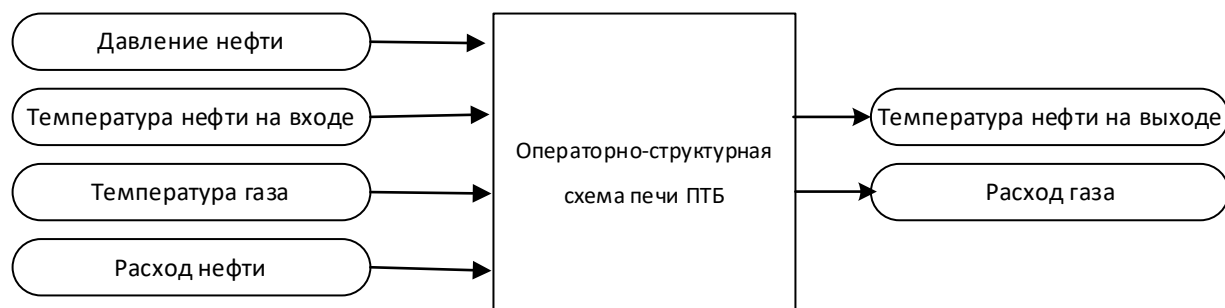 Давление нефти
Температура нефти на входе
Температура газа
Расход нефти
Операторно-структурная
схема печи ПТБ
Температура нефти на выходе
Расход газа